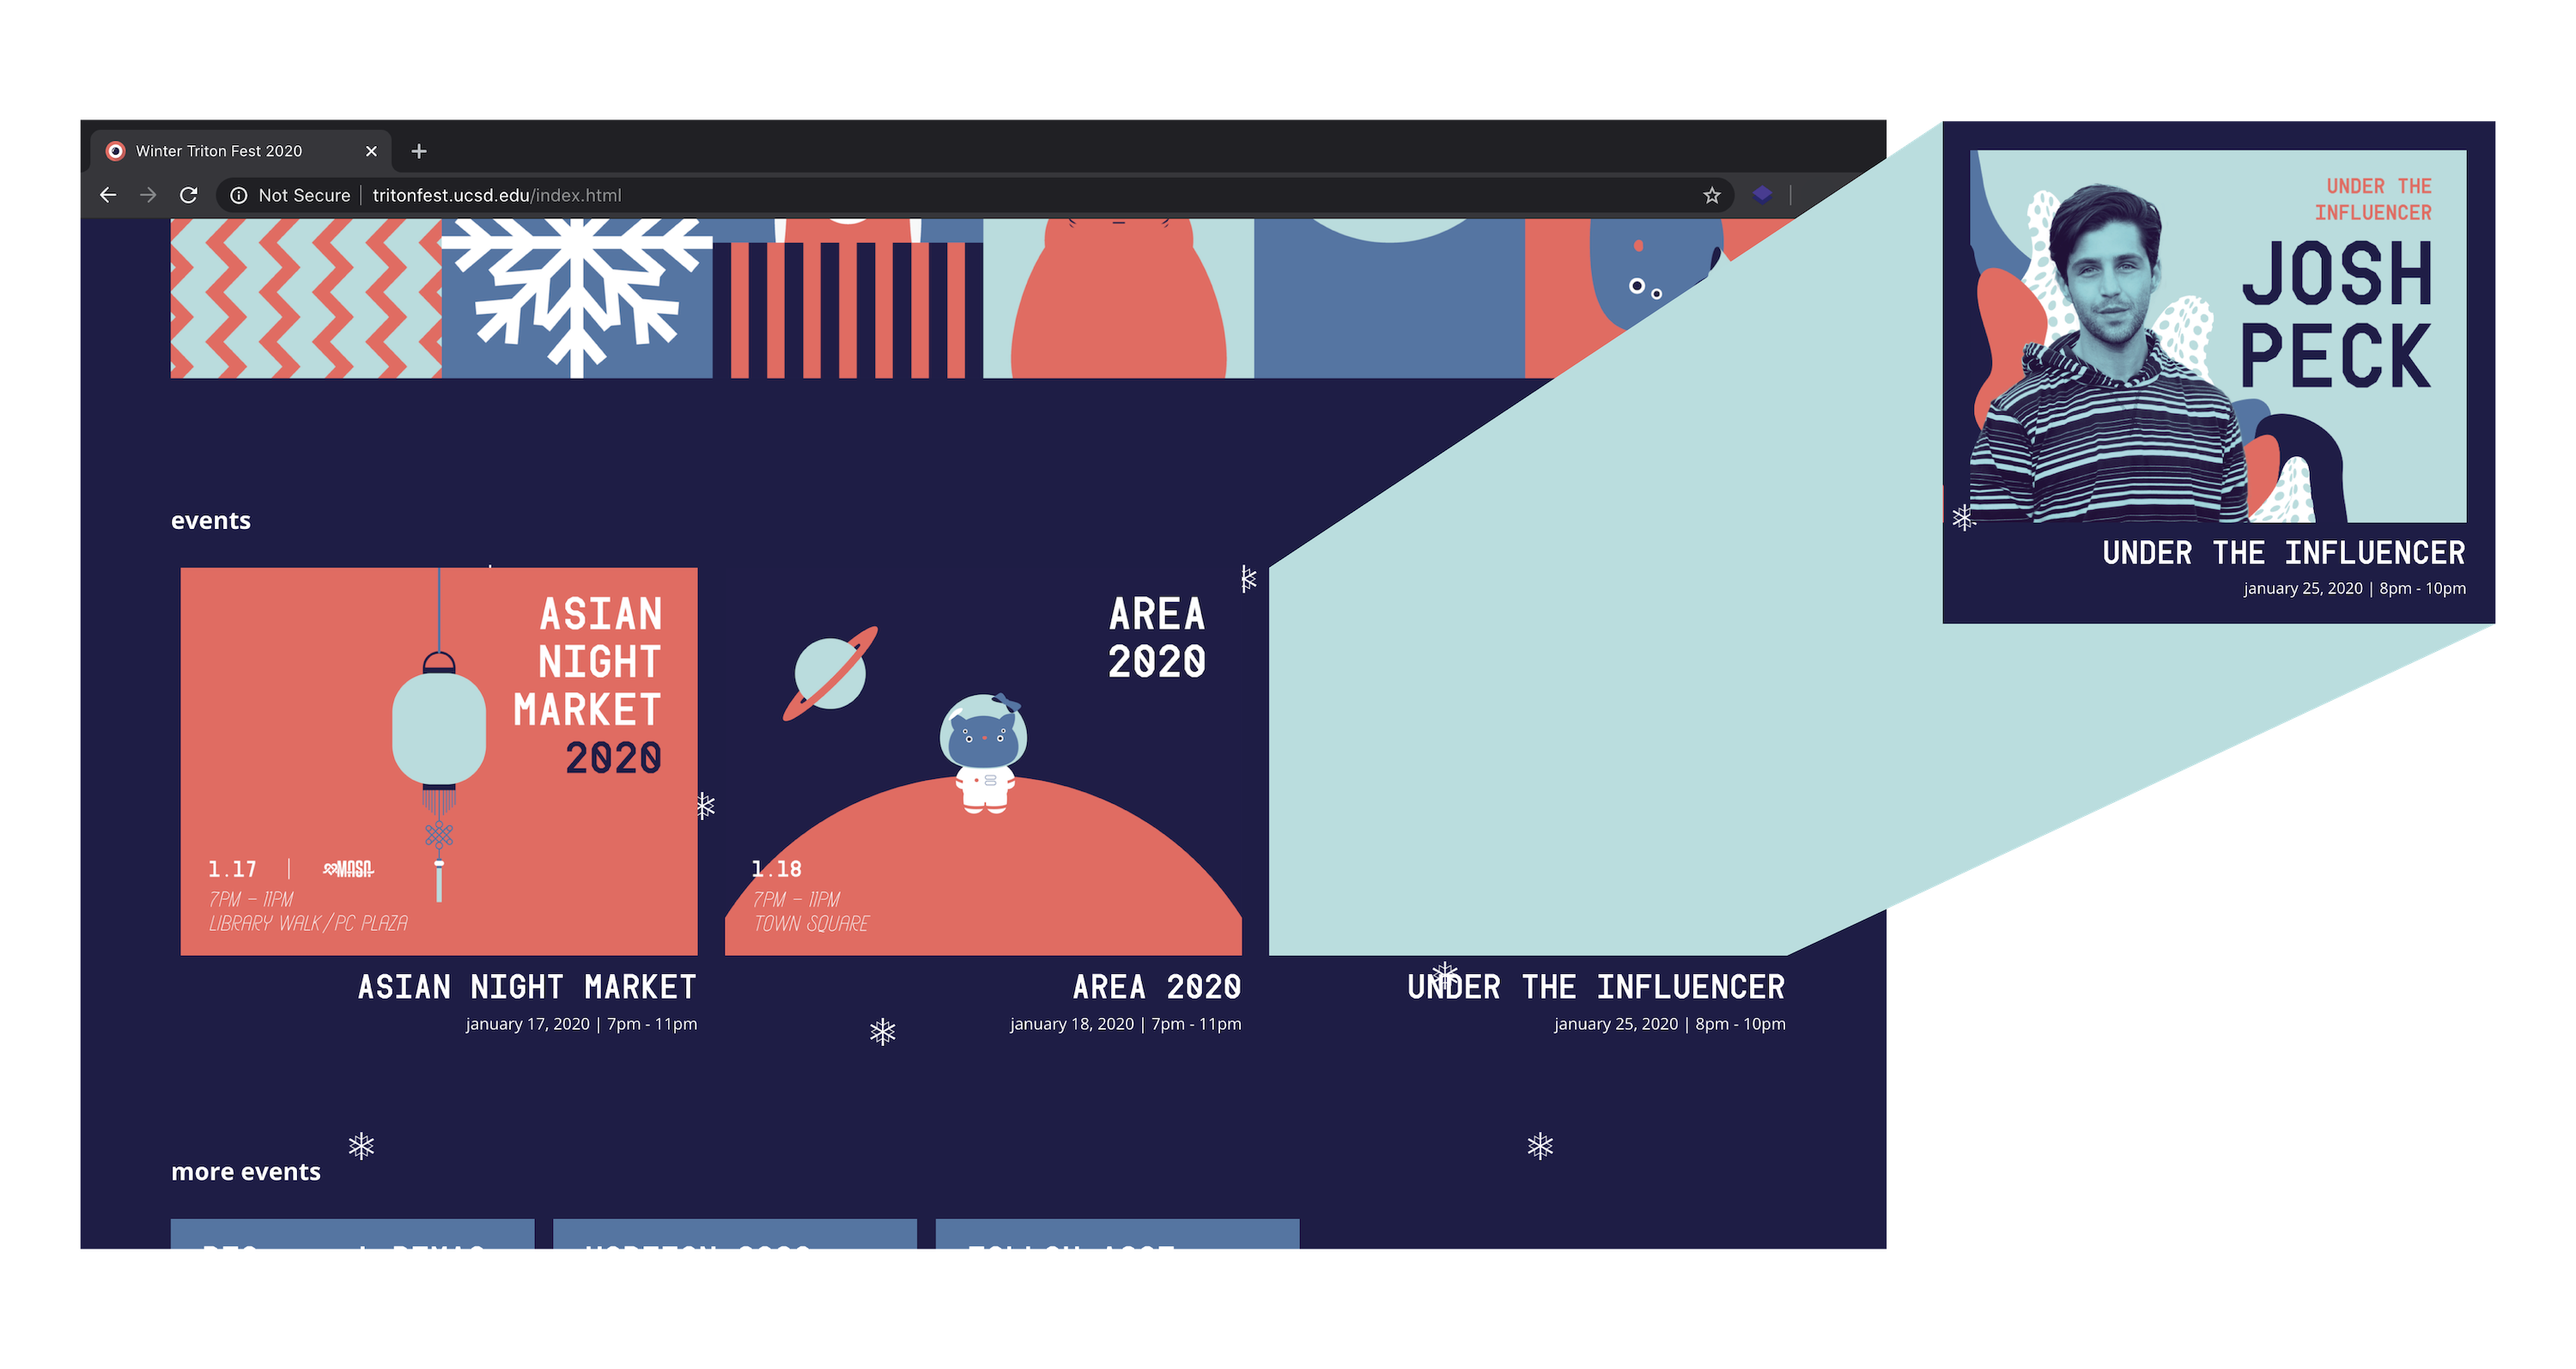 Winter Triton Fest 2020
Not Secure
tritonfest.ucsd.edu/index.html
UNDER THE
INFLUENCER
JOSH
PECK
UNDER THE INFLUENCER
january 25, 2020 | 8pm - 10pm
events
ASIAN
NIGHT
MARKET
2020
1.17 | MASA
7PM – 11PM
LIBRARY WALK/PC PLAZA
ASIAN NIGHT MARKET
january 17, 2020 | 7pm - 11pm
AREA
2020
1.18
7PM – 11PM
TOWN SQUARE
AREA 2020
january 18, 2020 | 7pm - 11pm
UNDER THE INFLUENCER
january 25, 2020 | 8pm - 10pm
more events